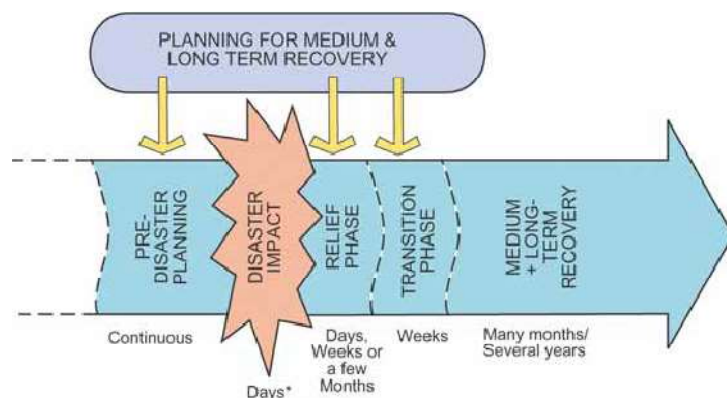 PLANNING FOR MEDIUM &
LONG TERM RECOVERY
PRE-
DISASTER
PLANNING
DISASTER
IMPACT
RELIEF
PHASE
TRANSITION
PHASE
MEDIUM
+ LONG-
TERM
RECOVERY
Continuous
Days*
Days,
Weeks or
a few
Months
Weeks
Many months/
Several years